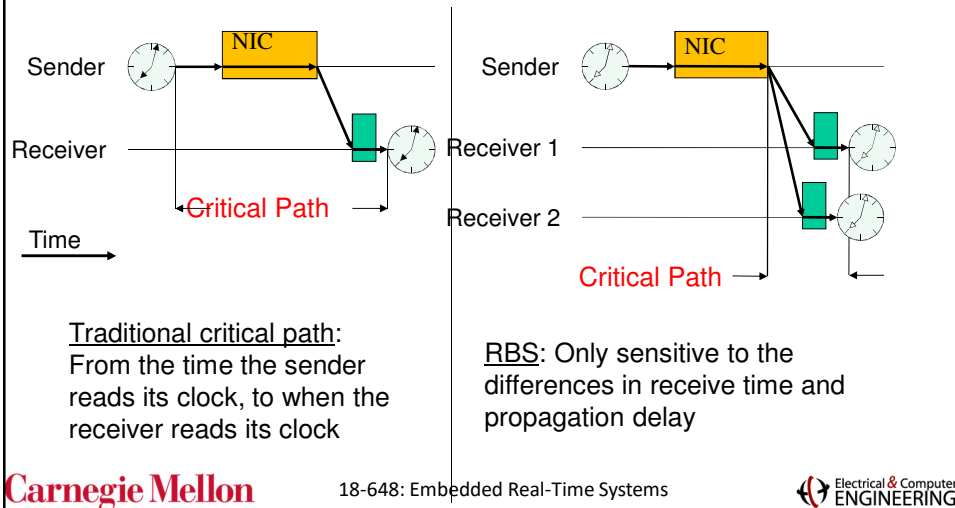 NIC
Sender
Receiver
Critical Path
Time
Traditional critical path:
From the time the sender
reads its clock, to when the
receiver reads its clock
NIC
Sender
Receiver 1
Receiver 2
Critical Path
RBS: Only sensitive to the
differences in receive time and
propagation delay
Carnegie Mellon
18-648: Embedded Real-Time Systems
Electrical & Computer
ENGINEERING